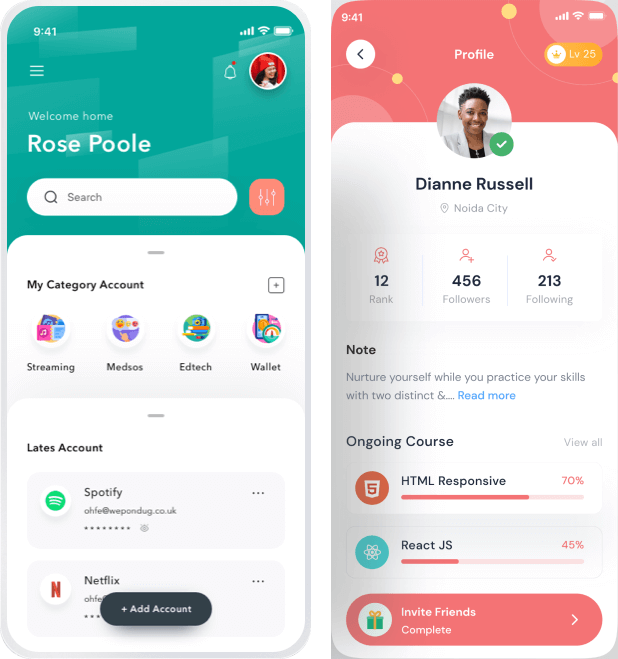 9:41
Welcome home
Rose Poole
Search
My Category Account
Streaming
Medsos
Edtech
Wallet
Lates Account
Spotify
ohfe@wepondug.co.uk
********
Netflix
ohfe@
***
+ Add Account
9:41
Profile
Lv 25
Dianne Russell
Noida City
12
Rank
456
Followers
213
Following
Note
Nurture yourself while you practice your skills
with two distinct &.... Read more
Ongoing Course
View all
HTML Responsive
70%
React JS
45%
Invite Friends
Complete